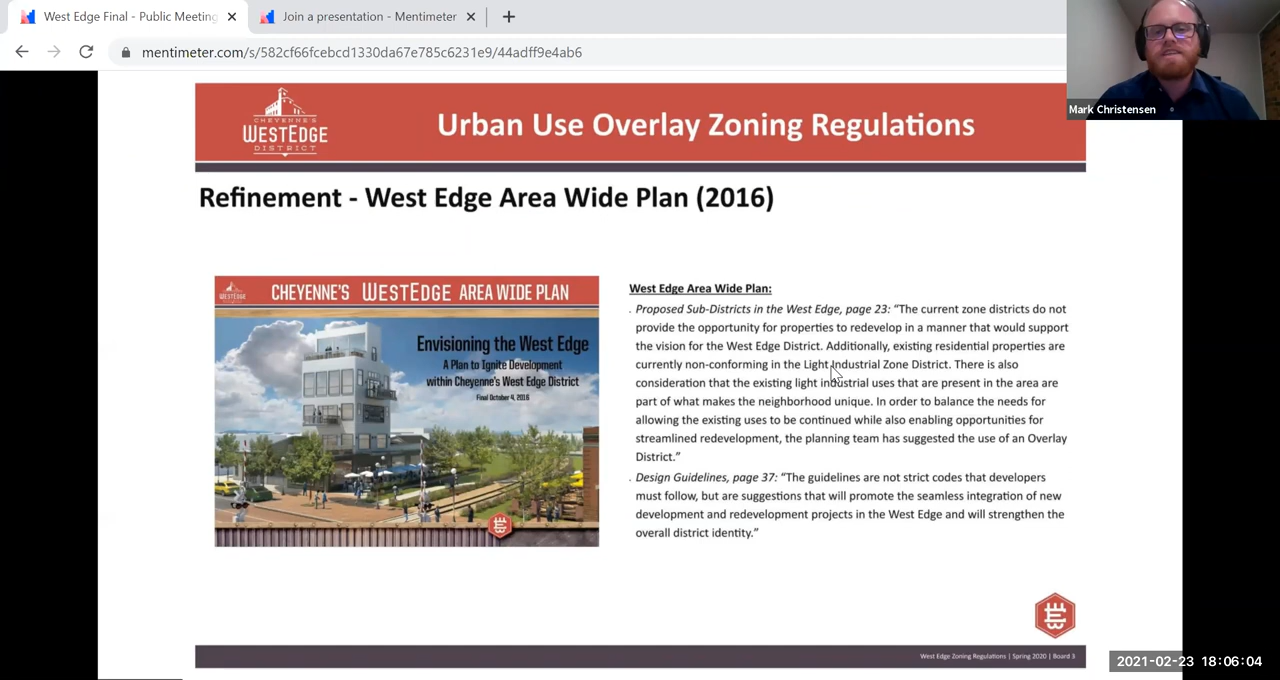 West Edge Final - Public Meeting
Join a presentation - Mentimeter
mentimeter.com/s/582cf66fcebcd1330da67e785c6231e9/44adff9e4ab6
Mark Christensen
CHEYENNE'S
WESTEDGE
DISTRICT
Urban Use Overlay Zoning Regulations
Refinement - West Edge Area Wide Plan (2016)
WESTEDGE
CHEYENNE'S WESTEDGE AREA WIDE PLAN
Envisioning the West Edge
A Plan to Ignite Development
within Cheyenne's West Edge District
Final October 4, 2016
West Edge Area Wide Plan:
Proposed Sub-Districts in the West Edge, page 23: “The current zone districts do not
provide the opportunity for properties to redevelop in a manner that would support
the vision for the West Edge District. Additionally, existing residential properties are
currently non-conforming in the Light Industrial Zone District. There is also
consideration that the existing light industrial uses that are present in the area are
part of what makes the neighborhood unique. In order to balance the needs for
allowing the existing uses to be continued while also enabling opportunities for
streamlined redevelopment, the planning team has suggested the use of an Overlay
District.”
Design Guidelines, page 37: “The guidelines are not strict codes that developers
must follow, but are suggestions that will promote the seamless integration of new
development and redevelopment projects in the West Edge and will strengthen the
overall district identity.”
West Edge Zoning Regulations | Spring 2020 | Board 3
2021-02-23 18:06:04